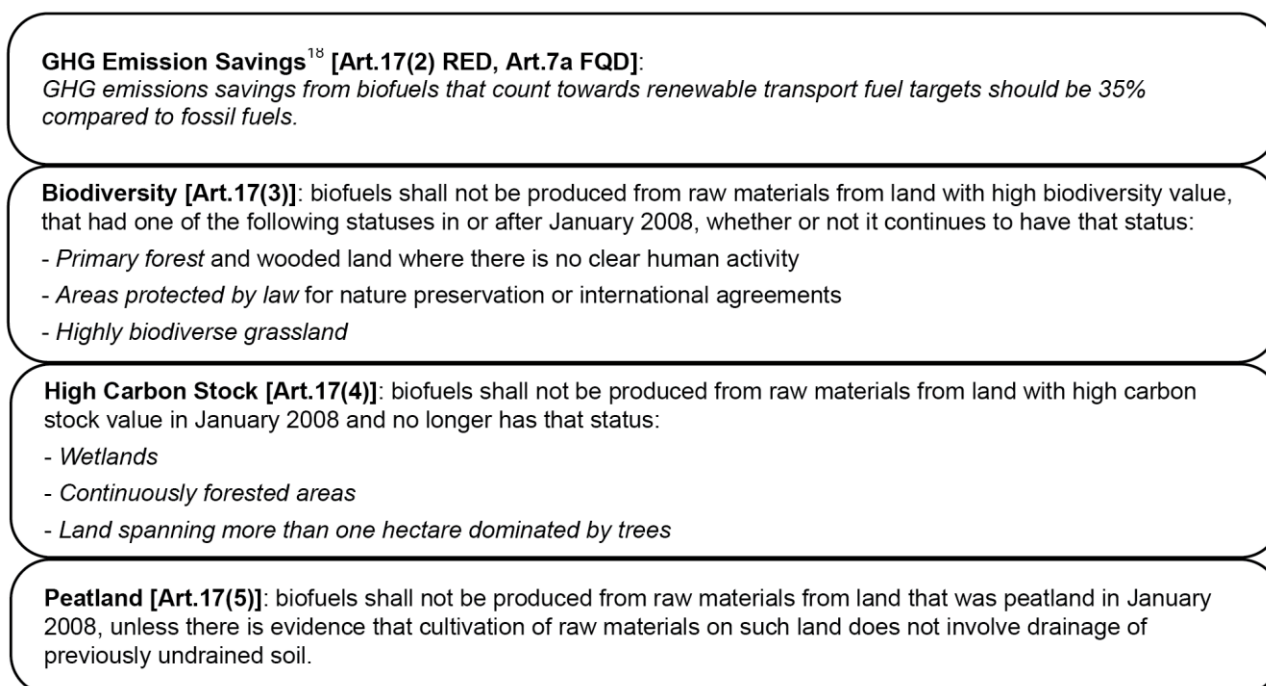 GHG Emission Savings18 [Art.17(2) RED, Art.7a FQD]:
GHG emissions savings from biofuels that count towards renewable transport fuel targets should be 35%
compared to fossil fuels.
Biodiversity [Art.17(3)]: biofuels shall not be produced from raw materials from land with high biodiversity value,
that had one of the following statuses in or after January 2008, whether or not it continues to have that status:
- Primary forest and wooded land where there is no clear human activity
- Areas protected by law for nature preservation or international agreements
- Highly biodiverse grassland
High Carbon Stock [Art.17(4)]: biofuels shall not be produced from raw materials from land with high carbon
stock value in January 2008 and no longer has that status:
- Wetlands
- Continuously forested areas
- Land spanning more than one hectare dominated by trees
Peatland [Art.17(5)]: biofuels shall not be produced from raw materials from land that was peatland in January
2008, unless there is evidence that cultivation of raw materials on such land does not involve drainage of
previously undrained soil.